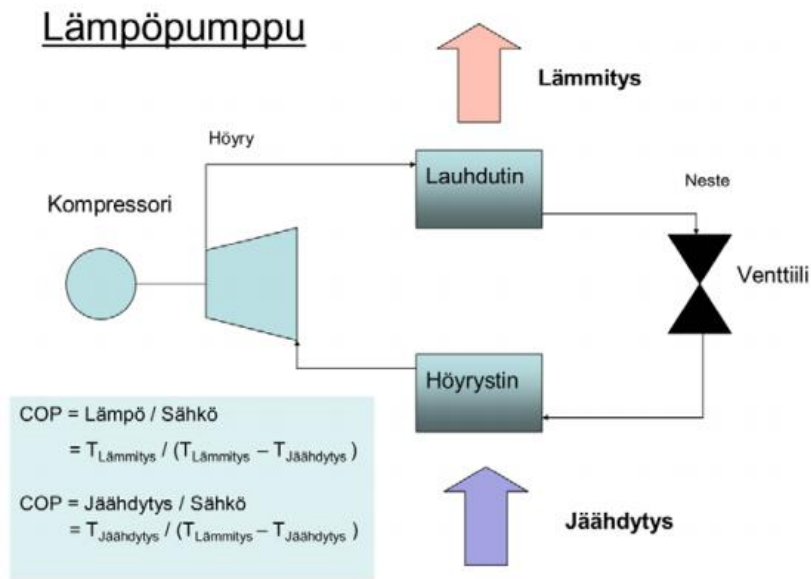 Lämpöpumppu
Lämmitys
Höyry
Lauhdutin
Neste
Kompressori
Venttiili
Höyrystin
COP = Lämpö / Sähkö
= TLämmitys / (TLämmitys – TJäähdytys )
COP = Jäähdytys / Sähkö
= TJäähdytys / (TLämmitys – TJäähdytys )
Jäähdytys